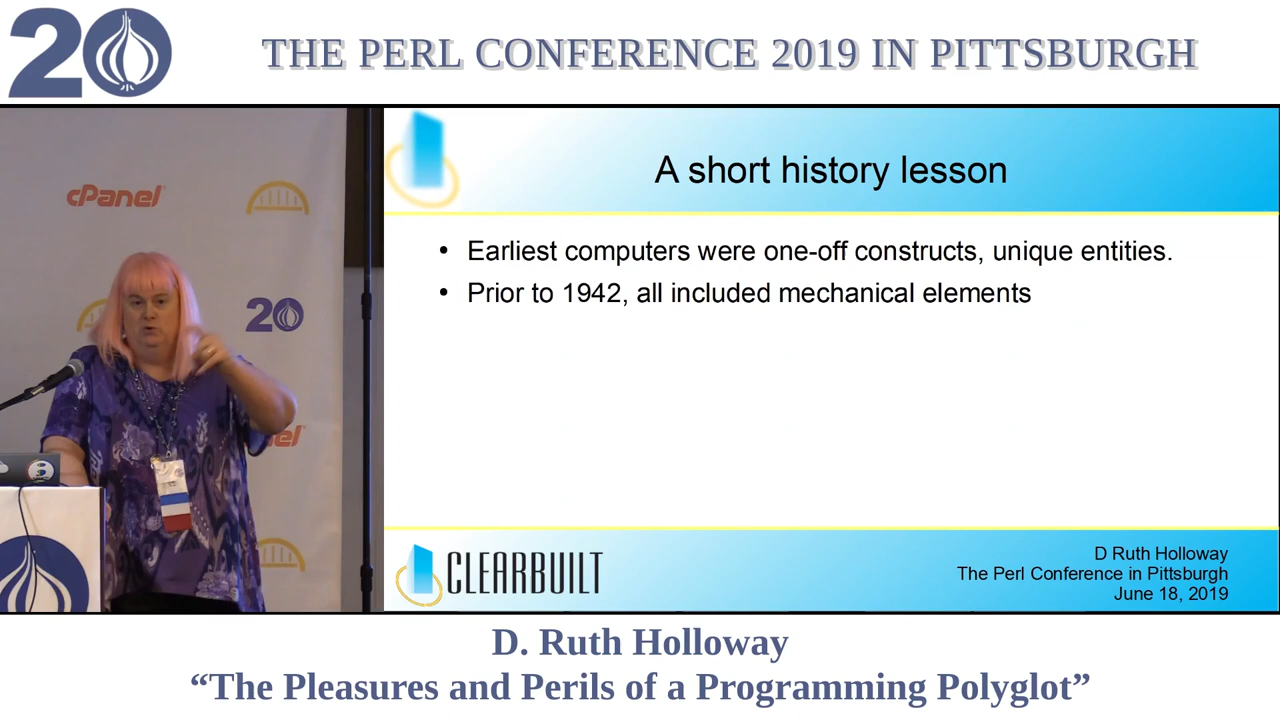 20
THE PERL CONFERENCE 2019 IN PITTSBURGH
cPanel
20
A short history lesson
• Earliest computers were one-off constructs, unique entities.
• Prior to 1942, all included mechanical elements
CLEARBUILT
D Ruth Holloway
The Perl Conference in Pittsburgh
June 18, 2019
D. Ruth Holloway
“The Pleasures and Perils of a Programming Polyglot”